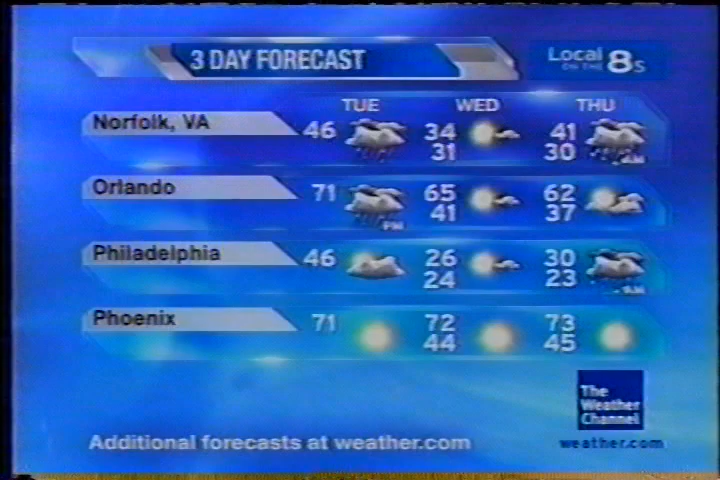 3 DAY FORECAST
Local
ON THE 8s
TUE WED THU
Norfolk, VA 46 34 41
31 30
AM
Orlando 71 65 62
41 37
PM
Philadelphia 46 26 30
24 23
AM
Phoenix 71 72 73
44 45
The
Weather
Channel
Additional forecasts at weather.com
weather.com